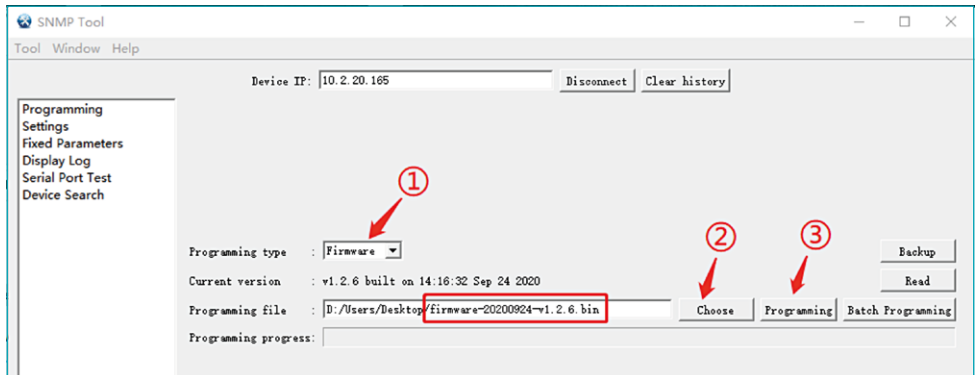 SNMP Tool
Tool Window Help
Device IP: 10.2.20.165 Disconnect Clear history
Programming
Settings
Fixed Parameters
Display Log
Serial Port Test
Device Search
①
② ③
Programming type : Firmware Backup
Current version : v1.2.6 built on 14:16:32 Sep 24 2020 Read
Programming file : D:/Users/Desktop/firmware-20200924-v1.2.6.bin Choose Programming Batch Programming
Programming progress: